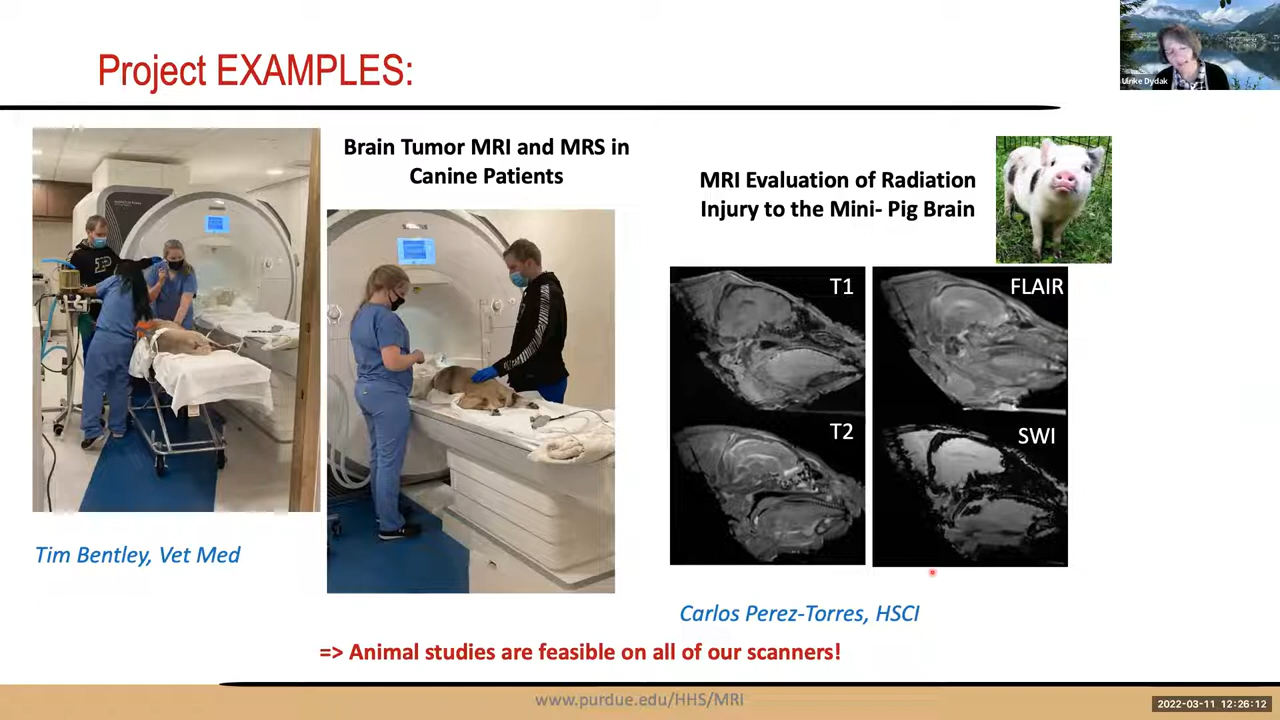 Project EXAMPLES:
Ulrike Dydak
Brain Tumor MRI and MRS in
Canine Patients
MRI Evaluation of Radiation
Injury to the Mini- Pig Brain
T1
FLAIR
T2
SWI
Tim Bentley, Vet Med
Carlos Perez-Torres, HSCI
=> Animal studies are feasible on all of our scanners!
www.purdue.edu/HHS/MRI
2022-03-11 12:26:12